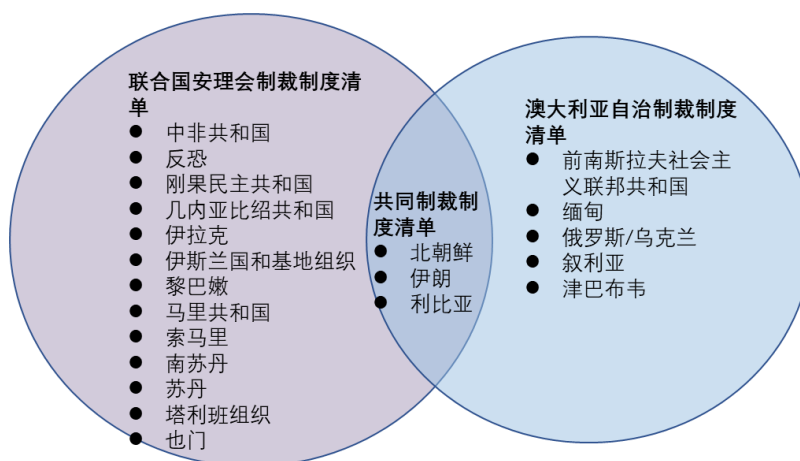 联合国安理会制裁制度清
单
● 中非共和国
● 反恐
● 刚果民主共和国
● 几内亚比绍共和国
● 伊拉克
● 伊斯兰国和基地组织
● 黎巴嫩
● 马里共和国
● 索马里
● 南苏丹
● 苏丹
● 塔利班组织
● 也门
共同制裁制
度清单
● 北朝鲜
● 伊朗
● 利比亚
澳大利亚自治制裁制度
清单
● 前南斯拉夫社会主
义联邦共和国
● 缅甸
● 俄罗斯/乌克兰
● 叙利亚
● 津巴布韦